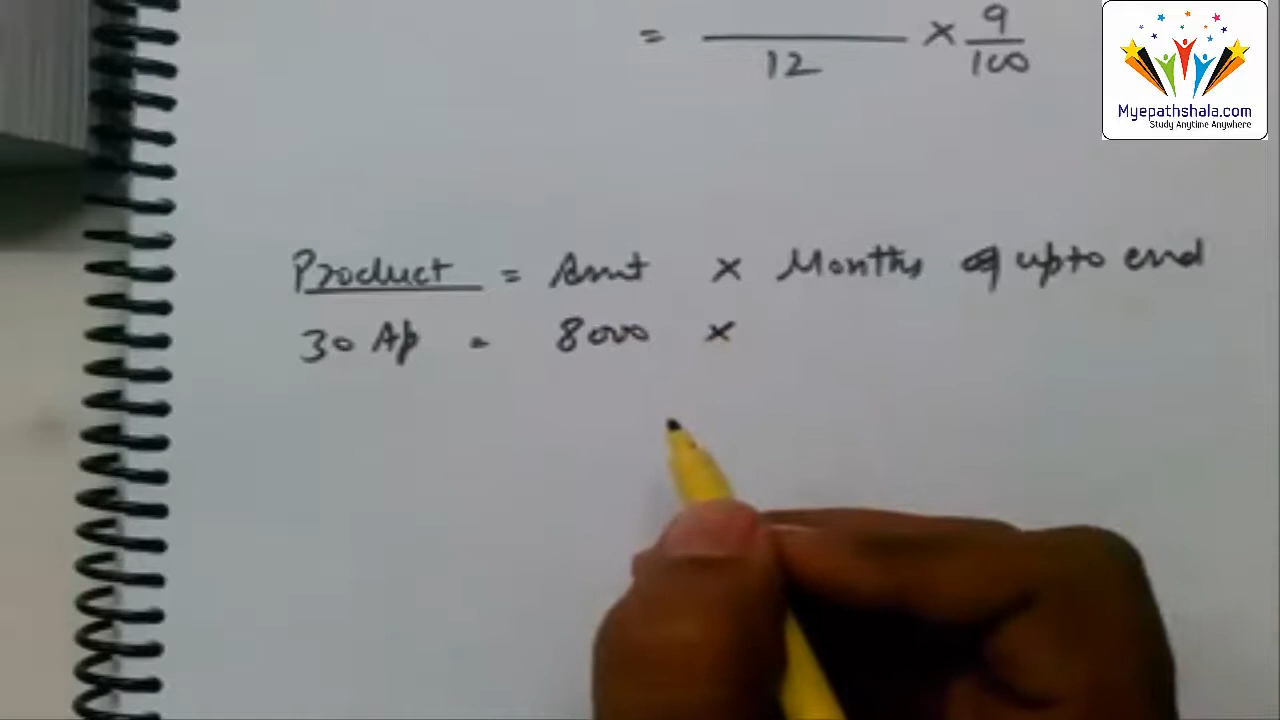 = ――― × 9/100
12
Myepathshala.com
Study Anytime Anywhere
Product = Amt × Months upto end
30 Ap = 8000 ×